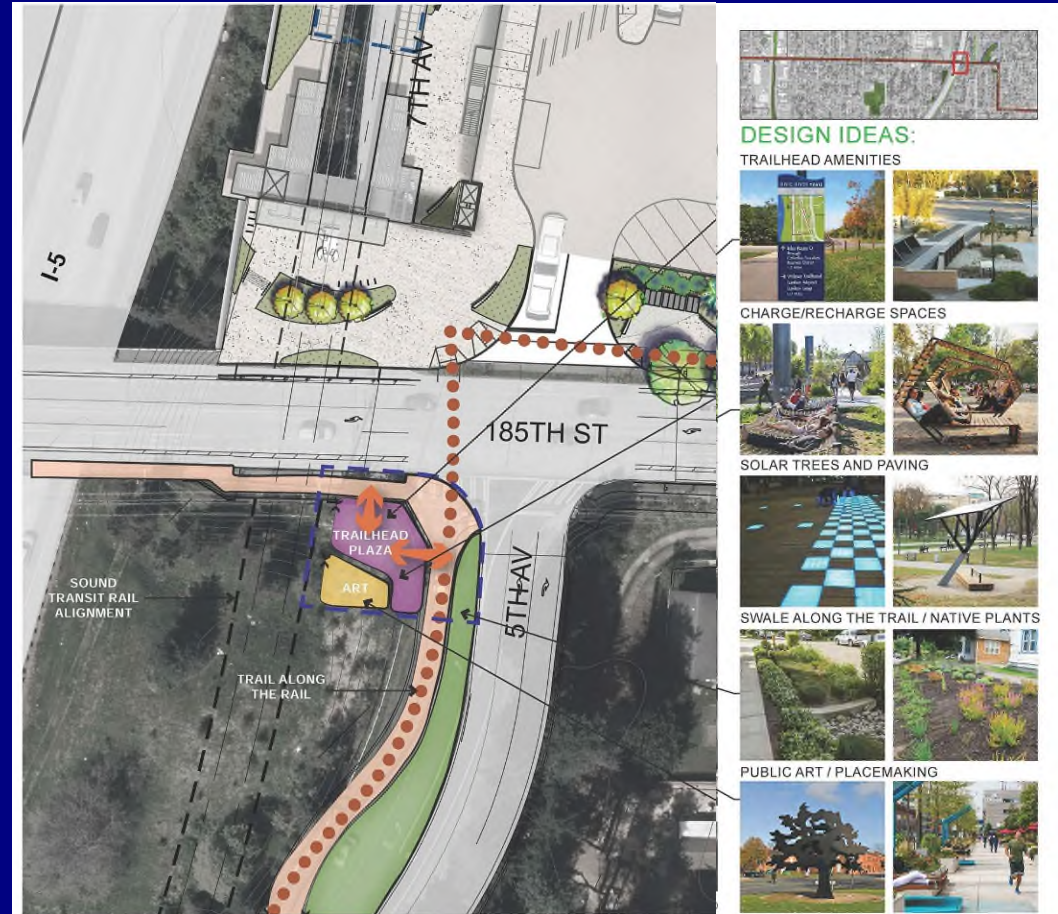 7TH AV
I-5
185TH ST
5TH AV
TRAILHEAD
PLAZA
ART
SOUND
TRANSIT RAIL
ALIGNMENT
TRAIL ALONG
THE RAIL
DESIGN IDEAS:
TRAILHEAD AMENITIES
CHARGE/RECHARGE SPACES
SOLAR TREES AND PAVING
SWALE ALONG THE TRAIL / NATIVE PLANTS
PUBLIC ART / PLACEMAKING